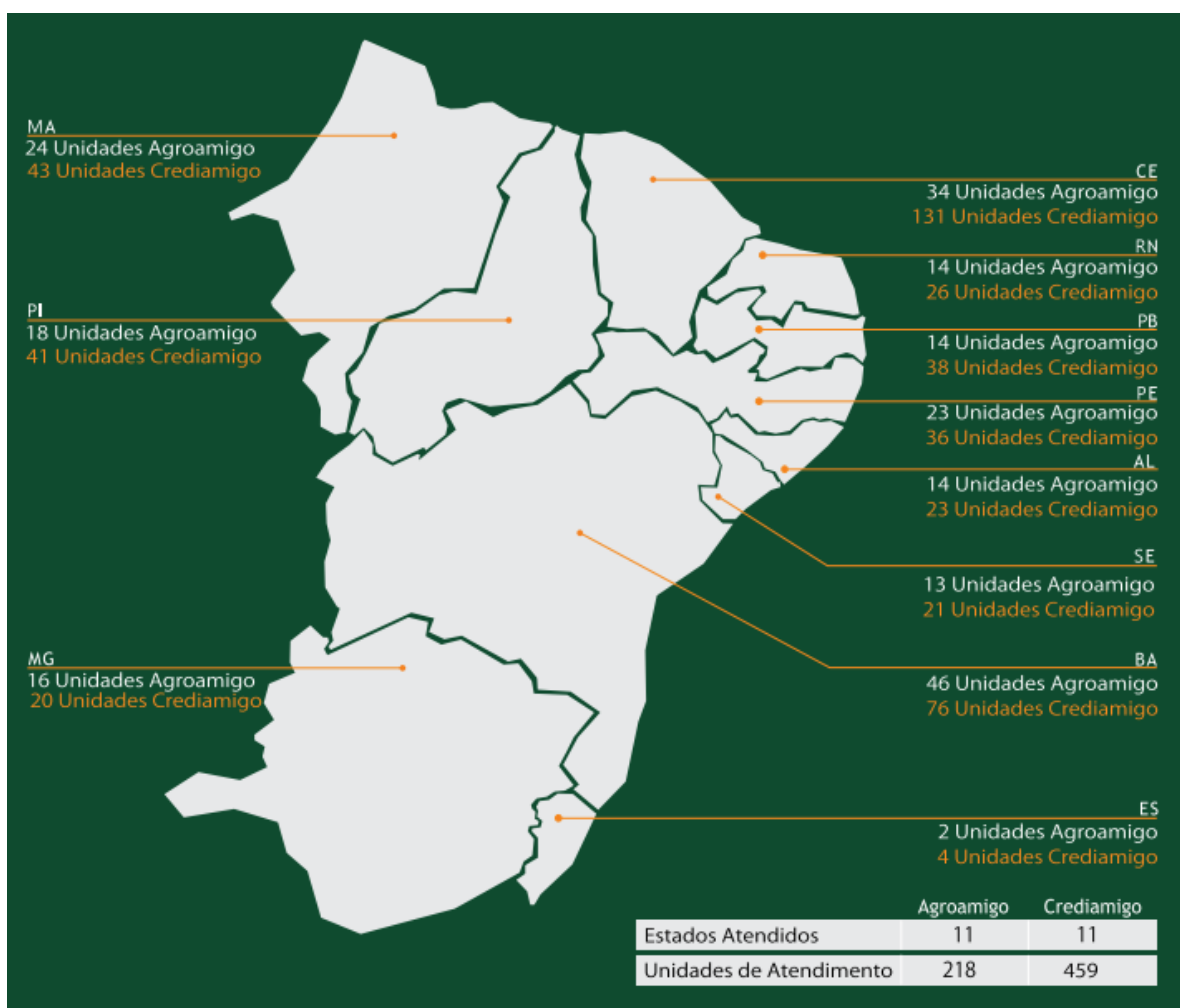 MA
24 Unidades Agroamigo
43 Unidades Crediamigo
PI
18 Unidades Agroamigo
41 Unidades Crediamigo
MG
16 Unidades Agroamigo
20 Unidades Crediamigo
CE
34 Unidades Agroamigo
131 Unidades Crediamigo
RN
14 Unidades Agroamigo
26 Unidades Crediamigo
PB
14 Unidades Agroamigo
38 Unidades Crediamigo
PE
23 Unidades Agroamigo
36 Unidades Crediamigo
AL
14 Unidades Agroamigo
23 Unidades Crediamigo
SE
13 Unidades Agroamigo
21 Unidades Crediamigo
BA
46 Unidades Agroamigo
76 Unidades Crediamigo
ES
2 Unidades Agroamigo
4 Unidades Crediamigo
Agroamigo Crediamigo
Estados Atendidos 11 11
Unidades de Atendimento 218 459